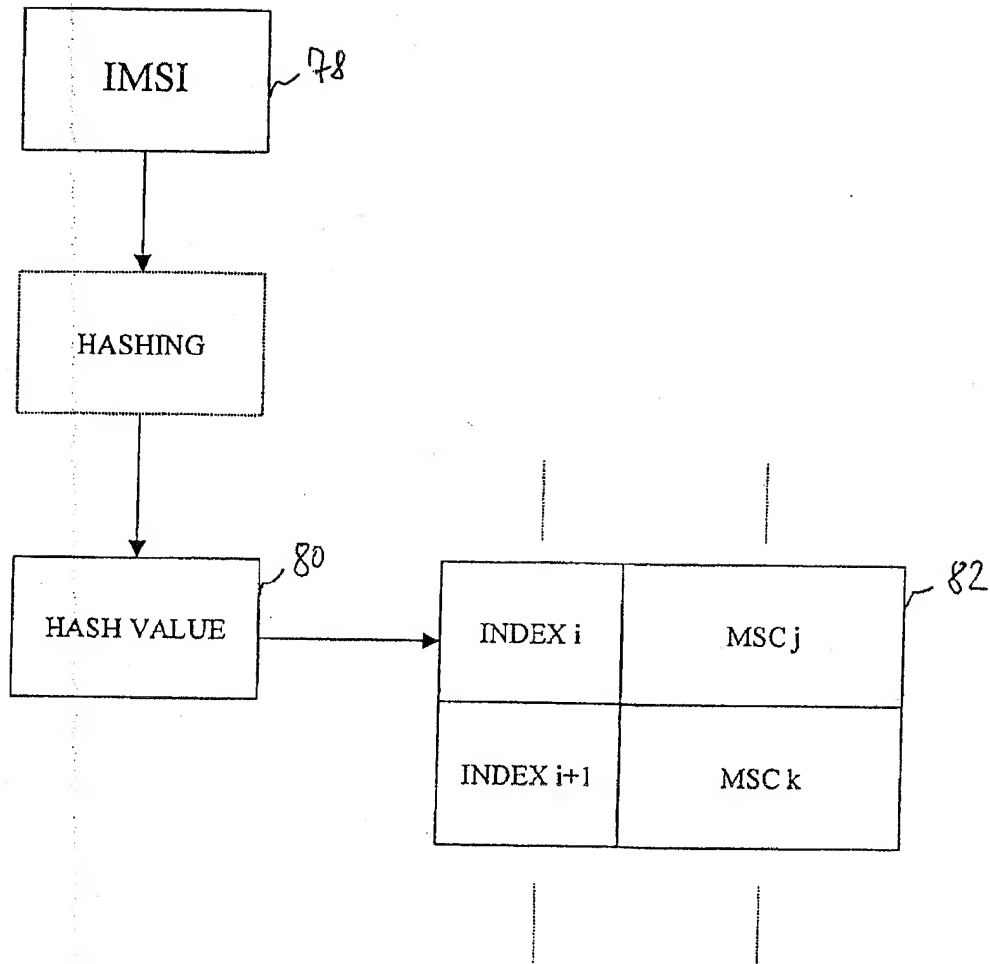 IMSI
78
HASHING
HASH VALUE
80
INDEX i
MSC j
82
INDEX i+1
MSC k